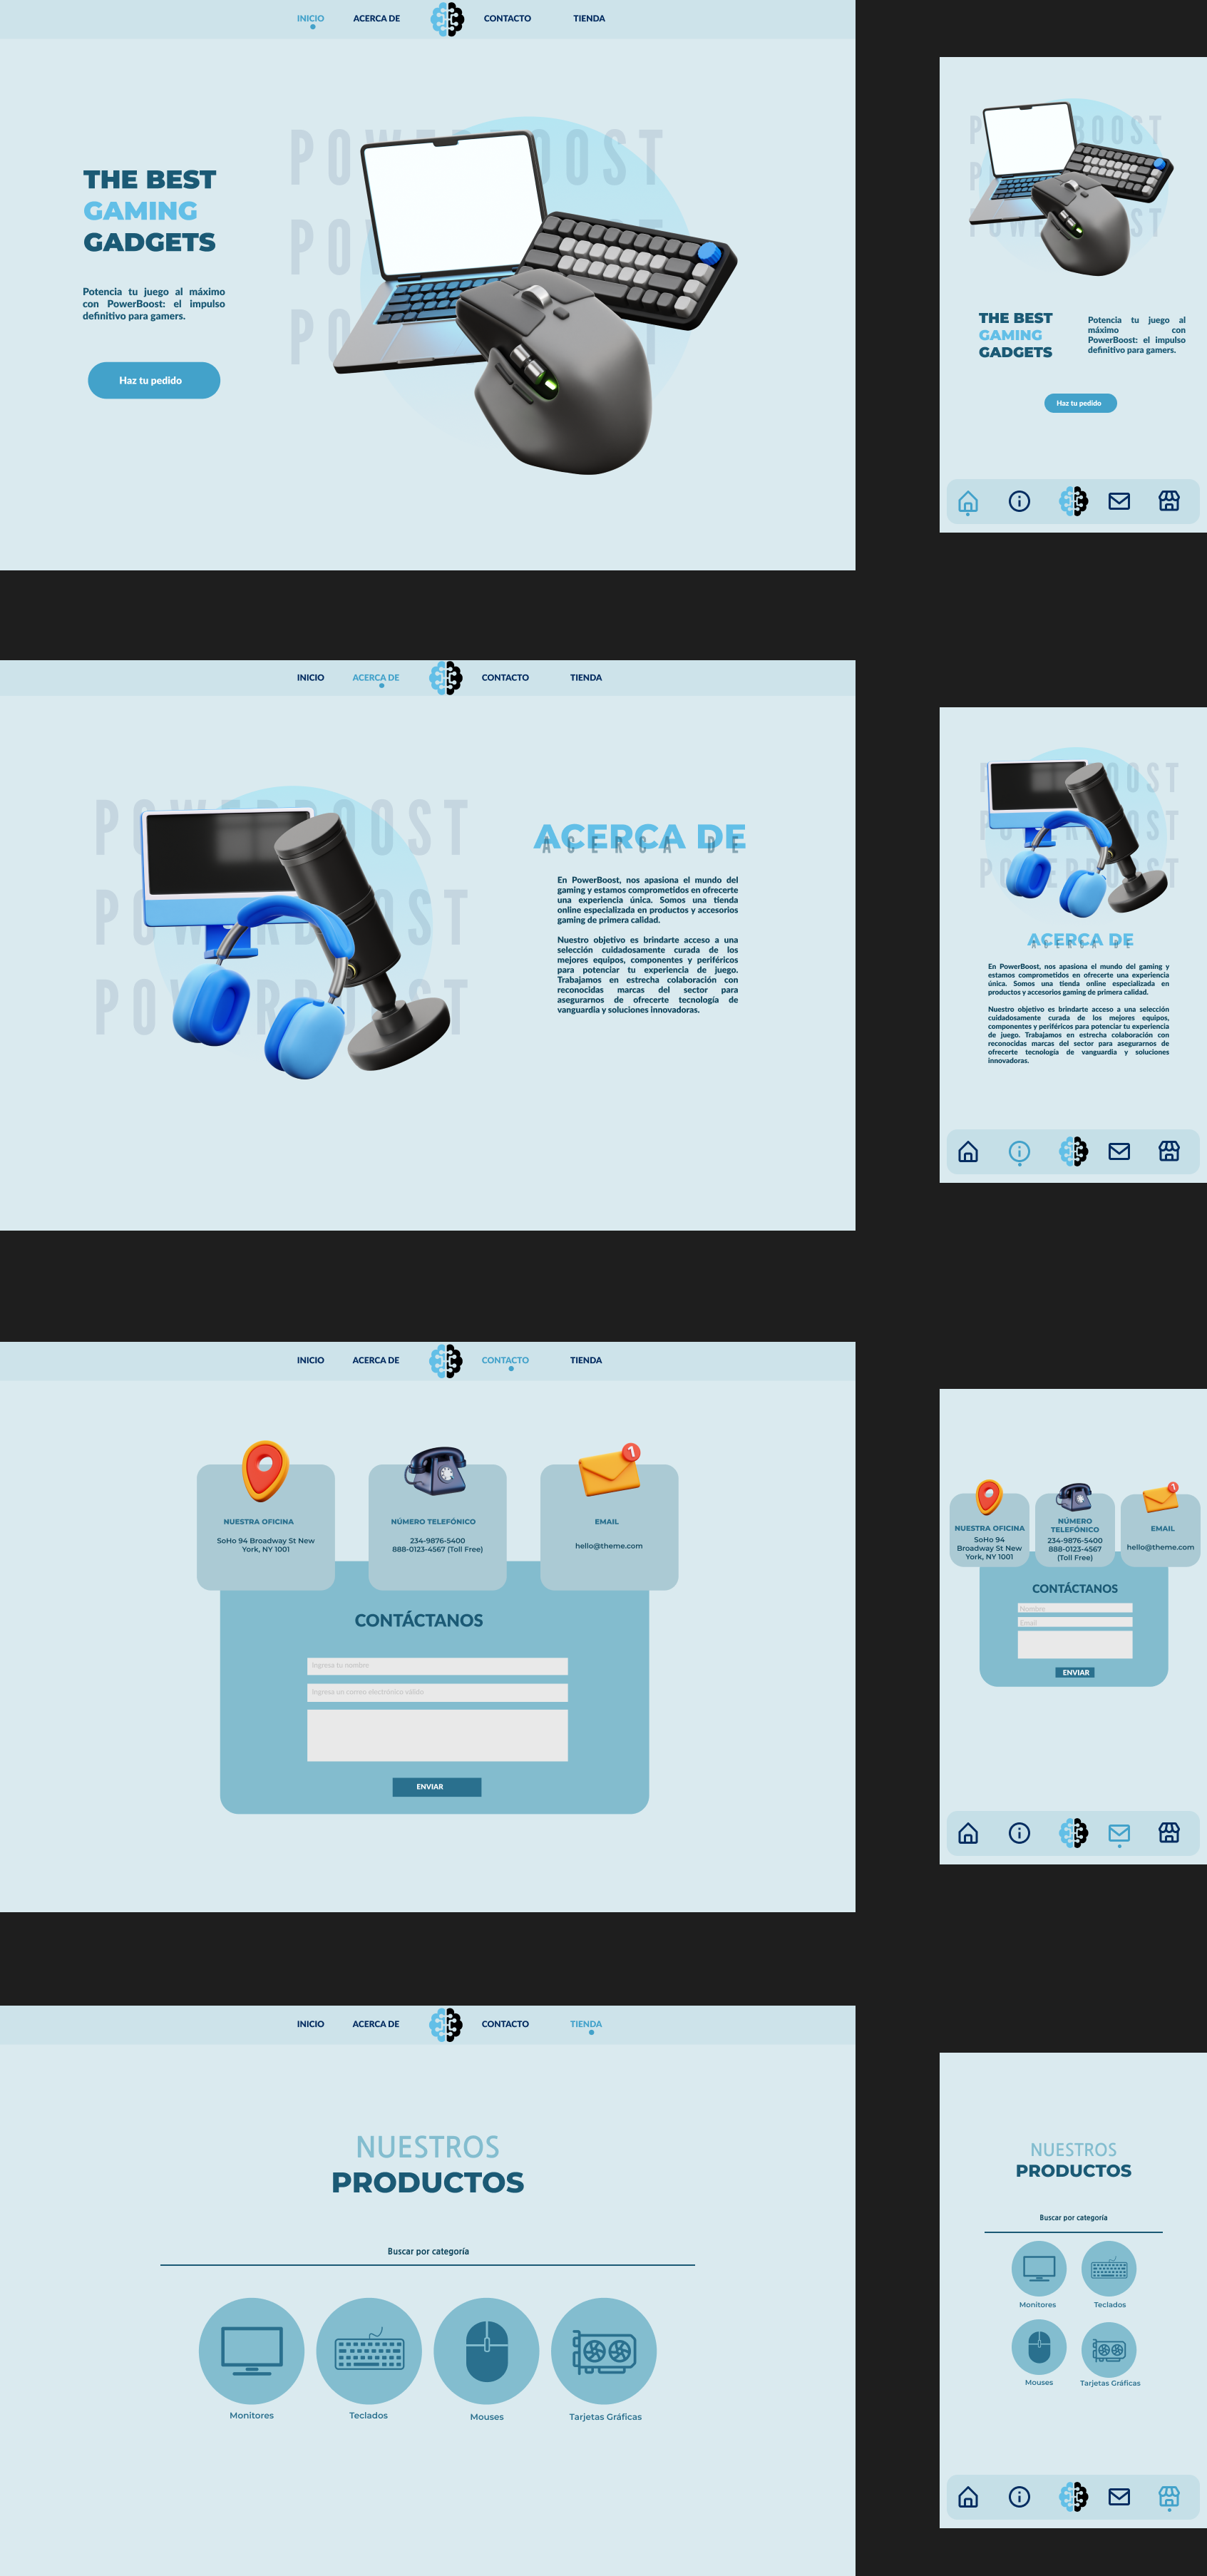 INICIO ACERCA DE CONTACTO TIENDA
POWERBOOST
THE BEST
GAMING
GADGETS
Potencia tu juego al máximo
con PowerBoost: el impulso
definitivo para gamers.
Haz tu pedido
THE BEST
GAMING
GADGETS
Potencia tu juego al
máximo con
PowerBoost: el impulso
definitivo para gamers.
Haz tu pedido
INICIO ACERCA DE CONTACTO TIENDA
POWERBOOST
POWERBOOST
POWERBOOST
ACERCA DE
ACERCA DE
En PowerBoost, nos apasiona el mundo del
gaming y estamos comprometidos en ofrecerte
una experiencia única. Somos una tienda
online especializada en productos y accesorios
gaming de primera calidad.
Nuestro objetivo es brindarte acceso a una
selección cuidadosamente curada de los
mejores equipos, componentes y periféricos
para potenciar tu experiencia de juego.
Trabajamos en estrecha colaboración con
reconocidas marcas del sector para
asegurarnos de ofrecerte tecnología de
vanguardia y soluciones innovadoras.
ACERCA DE
ACERCA DE
En PowerBoost, nos apasiona el mundo del gaming y
estamos comprometidos en ofrecerte una experiencia
única. Somos una tienda online especializada en
productos y accesorios gaming de primera calidad.
Nuestro objetivo es brindarte acceso a una selección
cuidadosamente curada de los mejores equipos,
componentes y periféricos para potenciar tu experiencia
de juego. Trabajamos en estrecha colaboración con
reconocidas marcas del sector para asegurarnos de
ofrecerte tecnología de vanguardia y soluciones
innovadoras.
INICIO ACERCA DE CONTACTO TIENDA
NUESTRA OFICINA
SoHo 94 Broadway St New
York, NY 1001
NÚMERO TELEFÓNICO
234-9876-5400
888-0123-4567 (Toll Free)
1
EMAIL
hello@theme.com
CONTÁCTANOS
Ingresa tu nombre
Ingresa un correo electrónico válido
ENVIAR
NUESTRA OFICINA
SoHo 94
Broadway St New
York, NY 1001
NÚMERO
TELEFÓNICO
234-9876-5400
888-0123-4567
(Toll Free)
1
EMAIL
hello@theme.com
CONTÁCTANOS
Nombre
Email
ENVIAR
INICIO ACERCA DE CONTACTO TIENDA
NUESTROS
PRODUCTOS
Buscar por categoría
Monitores Teclados Mouses Tarjetas Gráficas
NUESTROS
PRODUCTOS
Buscar por categoría
Monitores Teclados
Mouses Tarjetas Gráficas